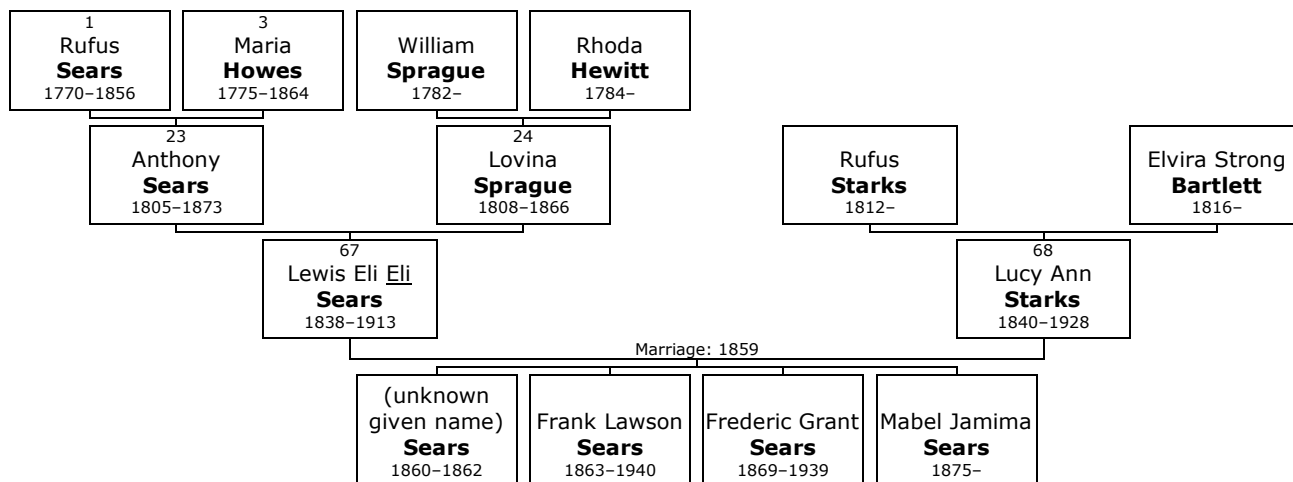 1
Rufus
Sears
1770–1856
3
Maria
Howes
1775–1864
William
Sprague
1782–
Rhoda
Hewitt
1784–
23
Anthony
Sears
1805–1873
24
Lovina
Sprague
1808–1866
Rufus
Starks
1812–
Elvira Strong
Bartlett
1816–
67
Lewis Eli Eli
Sears
1838–1913
68
Lucy Ann
Starks
1840–1928
Marriage: 1859
(unknown
given name)
Sears
1860–1862
Frank Lawson
Sears
1863–1940
Frederic Grant
Sears
1869–1939
Mabel Jamima
Sears
1875–